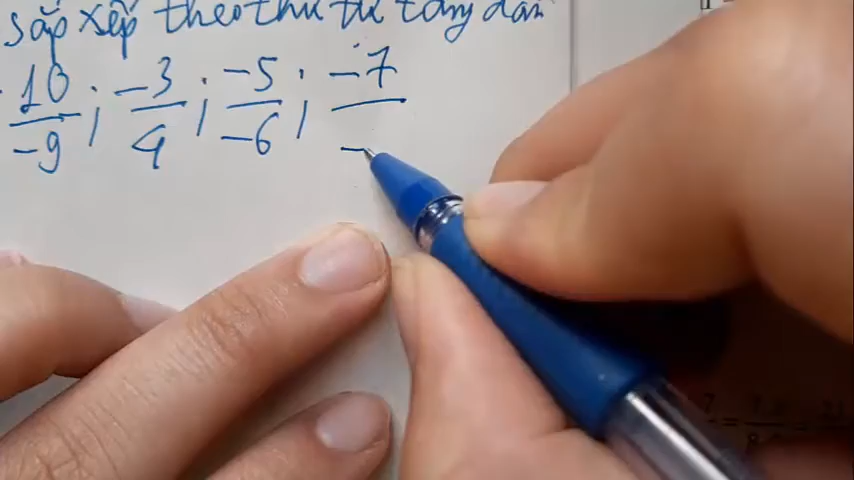 sắp xếp theo thứ tự tăng dần
10/-9 ; -3/4 ; -5/-6 ; -7/-